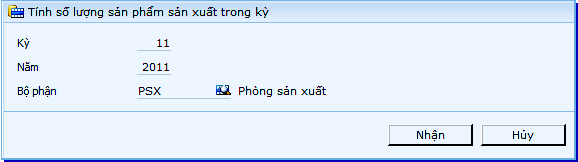 Tính số lượng sản phẩm sản xuất trong kỳ
Kỳ 11
Năm 2011
Bộ phận PSX Phòng sản xuất
Nhận Hủy